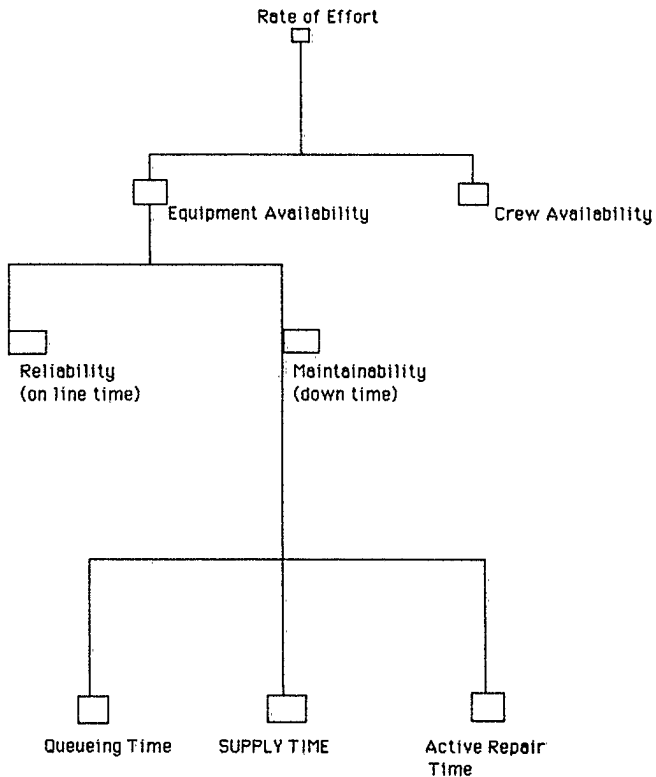 Rate of Effort
Equipment Availability
Crew Availability
Reliability
(on line time)
Maintainability
(down time)
Queueing Time
SUPPLY TIME
Active Repair
Time